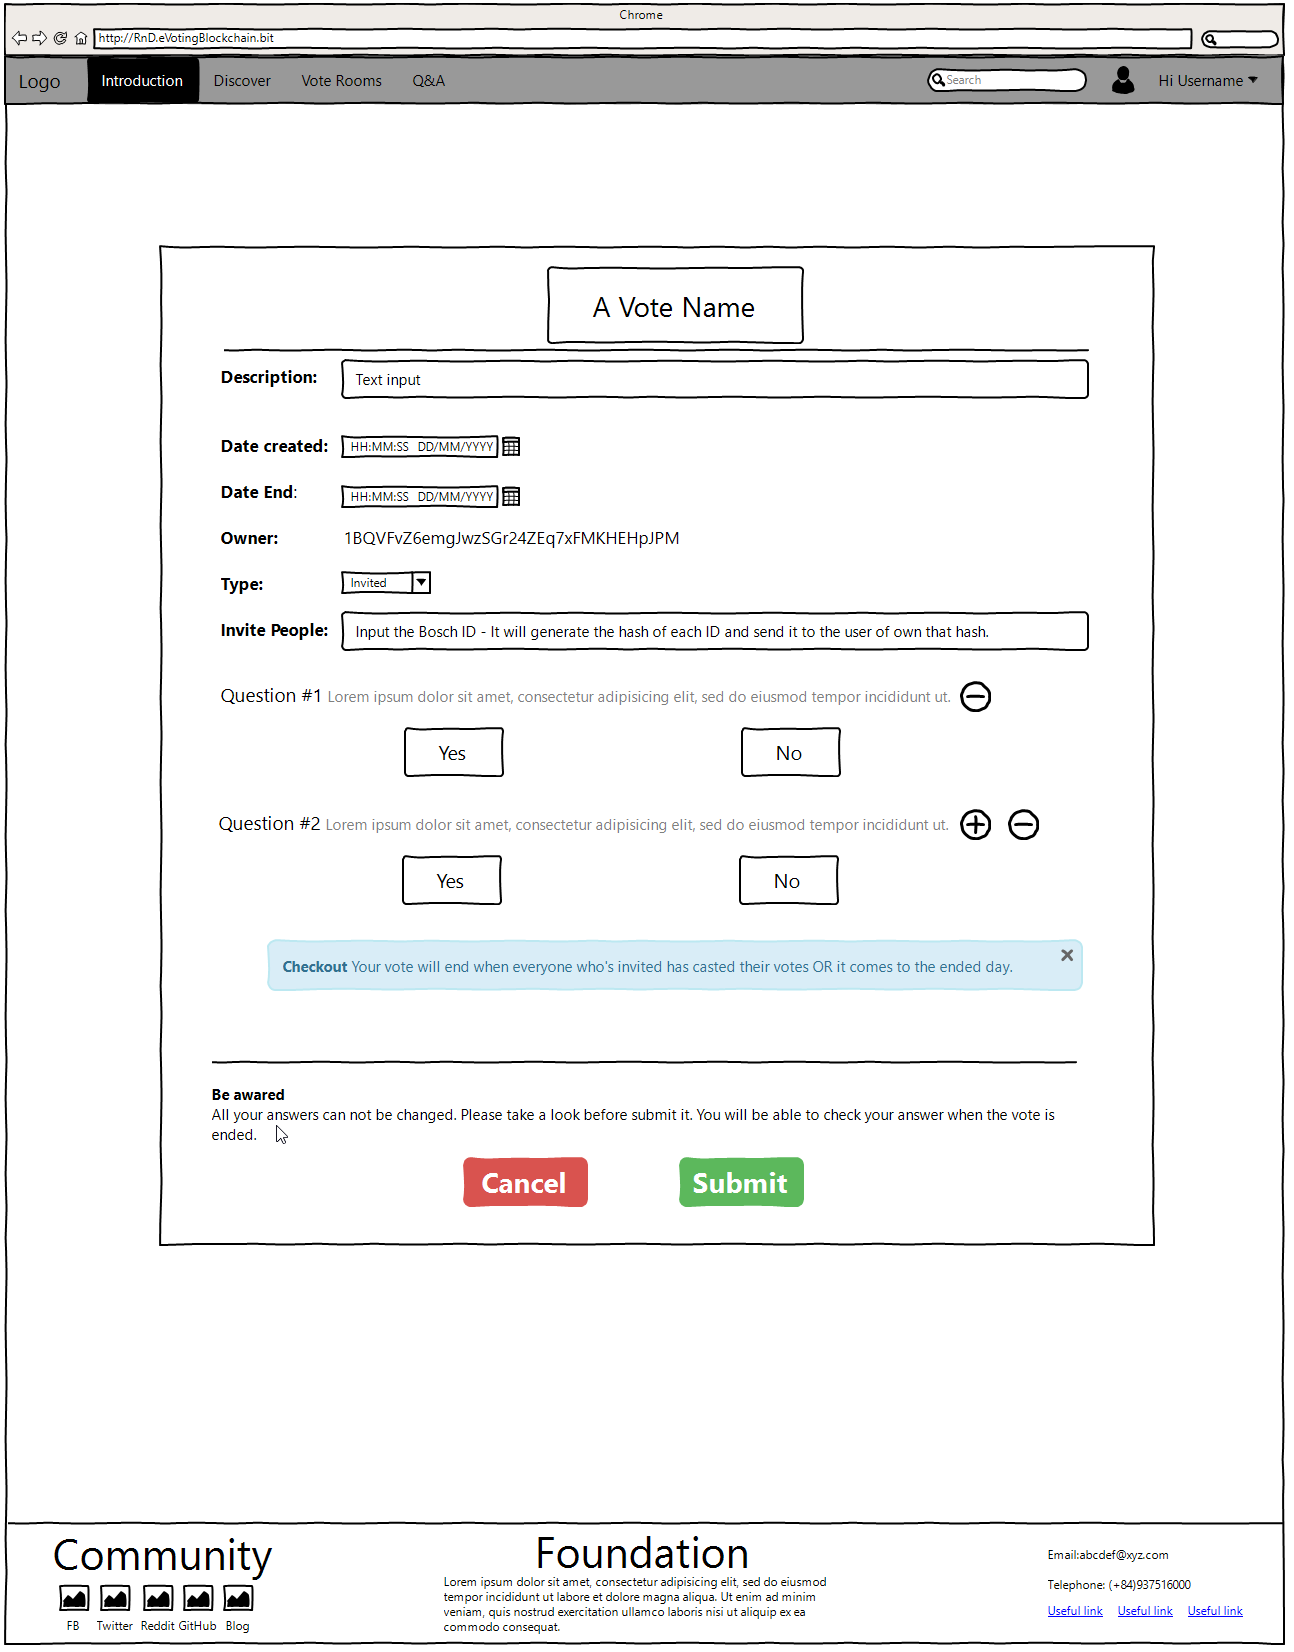 Chrome
http://RnD.eVotingBlockchain.bit
Logo Introduction Discover Vote Rooms Q&A Search Hi Username
A Vote Name
Description: Text input
Date created: HH:MM:SS DD/MM/YYYY
Date End: HH:MM:SS DD/MM/YYYY
Owner: 1BQVFvZ6emgJwzSGr24ZEq7xFMKHEHpJPM
Type: Invited
Invite People: Input the Bosch ID - It will generate the hash of each ID and send it to the user of own that hash.
Question #1 Lorem ipsum dolor sit amet, consectetur adipisicing elit, sed do eiusmod tempor incididunt ut.
Yes No
Question #2 Lorem ipsum dolor sit amet, consectetur adipisicing elit, sed do eiusmod tempor incididunt ut.
Yes No
Checkout Your vote will end when everyone who's invited has casted their votes OR it comes to the ended day.
Be awared
All your answers can not be changed. Please take a look before submit it. You will be able to check your answer when the vote is
ended.
Cancel Submit
Community
FB Twitter Reddit GitHub Blog
Foundation
Lorem ipsum dolor sit amet, consectetur adipisicing elit, sed do eiusmod
tempor incididunt ut labore et dolore magna aliqua. Ut enim ad minim
veniam, quis nostrud exercitation ullamco laboris nisi ut aliquip ex ea
commodo consequat.
Email:abcdef@xyz.com
Telephone: (+84)937516000
Useful link Useful link Useful link